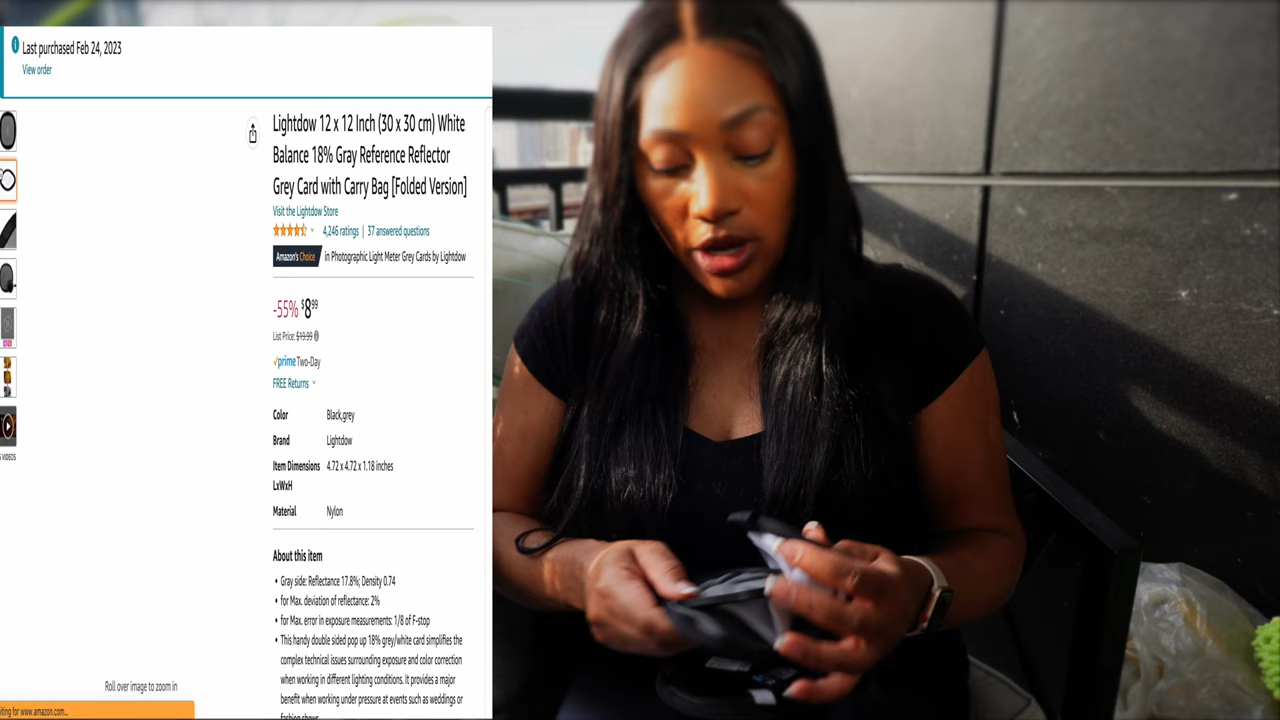 Last purchased Feb 24, 2023
View order
Lightdow 12 x 12 Inch (30 x 30 cm) White
Balance 18% Gray Reference Reflector
Grey Card with Carry Bag [Folded Version]
Visit the Lightdow Store
4,246 ratings | 37 answered questions
Amazon's Choice in Photographic Light Meter Grey Cards by Lightdow
-55% $8.99
List Price: $19.99
prime Two-Day
FREE Returns
Color Black,grey
Brand Lightdow
Item Dimensions 4.72 x 4.72 x 1.18 inches
LxWxH
Material Nylon
About this item
• Gray side: Reflectance 17.8%; Density 0.74
• for Max. deviation of reflectance: 2%
• for Max. error in exposure measurements: 1/8 of F-stop
• This handy double sided pop up 18% grey/white card simplifies the
complex technical issues surrounding exposure and color correction
when working in different lighting conditions. It provides a major
benefit when working under pressure at events such as weddings or
fashion shows
VIDEOS
Roll over image to zoom in
iting for www.amazon.com...